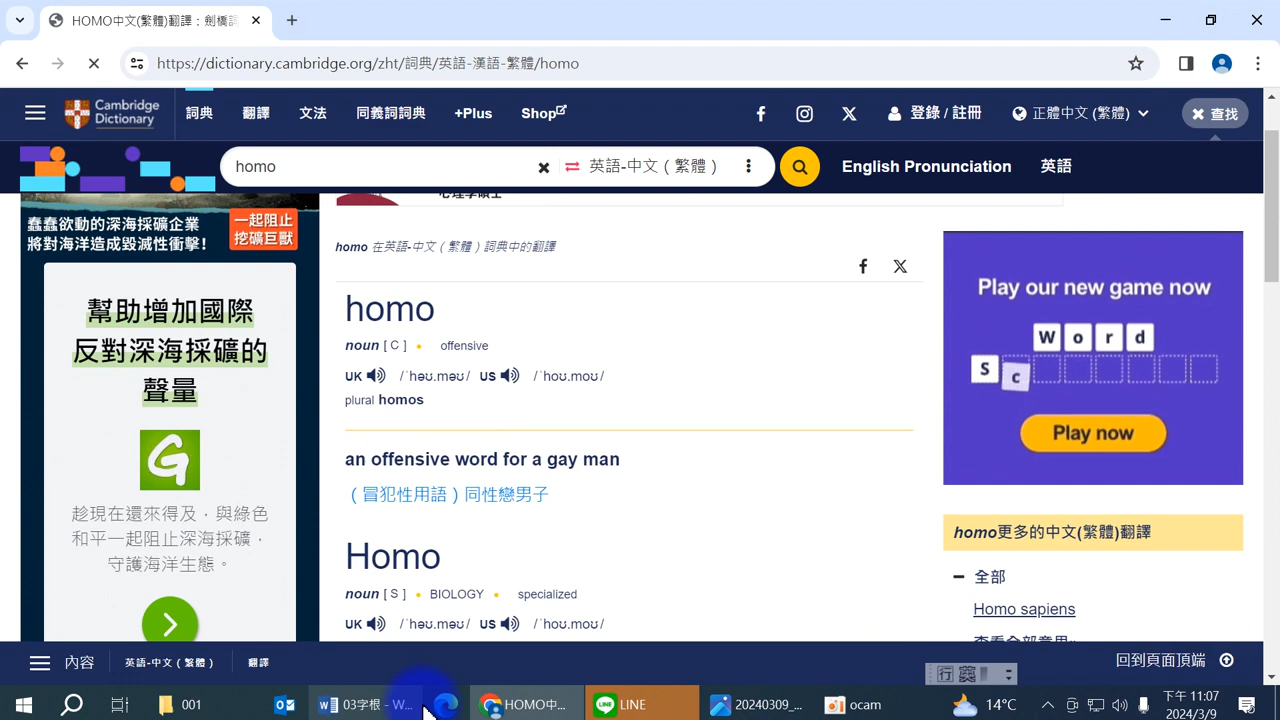 HOMO中文(繁體)翻譯：劍橋詞
https://dictionary.cambridge.org/zht/詞典/英語-漢語-繁體/homo
Cambridge Dictionary
詞典
翻譯
文法
同義詞詞典
+Plus
Shop
登錄 / 註冊
正體中文 (繁體)
查找
homo
英語-中文（繁體）
English Pronunciation
英語
心理學碩士
蠢蠢欲動的深海採礦企業
將對海洋造成毀滅性衝擊!
一起阻止
挖礦巨獸
幫助增加國際
反對深海採礦的
聲量
G
趁現在還來得及，與綠色
和平一起阻止深海採礦，
守護海洋生態。
homo 在英語-中文（繁體）詞典中的翻譯
homo
noun [ C ] • offensive
UK /ˈhəʊ.məʊ/ US /ˈhoʊ.moʊ/
plural homos
an offensive word for a gay man
（冒犯性用語）同性戀男子
Homo
noun [ S ] • BIOLOGY • specialized
UK /ˈhəʊ.məʊ/ US /ˈhoʊ.moʊ/
Play our new game now
W o r d
S c
Play now
homo更多的中文(繁體)翻譯
全部
Homo sapiens
查看全部意思»
內容
英語-中文（繁體）
翻譯
回到頁面頂端
行 英
001
03字根 - W...
HOMO中...
LINE
20240309_...
ocam
14°C
下午 11:07
2024/3/9